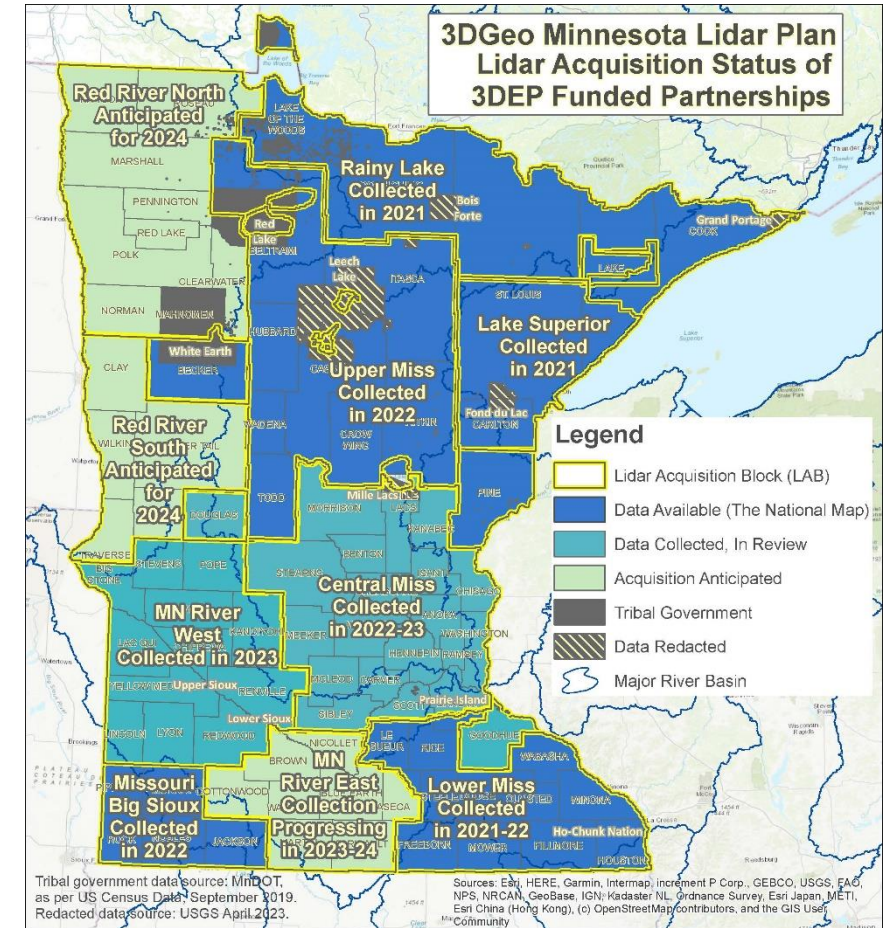 3DGeo Minnesota Lidar Plan
Lidar Acquisition Status of
3DEP Funded Partnerships
Red River North
Anticipated
for 2024
LAKE
OF THE
WOODS
MARSHALL
PENNINGTON
RED LAKE
POLK
CLEARWATER
NORMAN
MAHNOMEN
Rainy Lake
Collected
in 2021
Bois
Forte
Grand Portage
COOK
LAKE
Red
Lake
BELTRAMI
Leech
Lake
ITASCA
ST. LOUIS
HUBBARD
Lake Superior
Collected
in 2021
Lake
Superior
White Earth
BECKER
CLAY
Upper Miss
Collected
in 2022
Fond du Lac
CARLTON
WADENA
CROW
WING
Red River
South
Anticipated
for
2024
TODD
PINE
DOUGLAS
Mille Lacs
MORRISON
KANABEC
TRAVERSE
STEVENS
POPE
BENTON
STEARNS
CHISAGO
Central Miss
Collected
in 2022-23
MN River
West
Collected in 2023
MEEKER
WASHINGTON
HENNEPIN
RAMSEY
Upper Sioux
RENVILLE
MCLEOD
CARVER
SCOTT
Prairie Island
Lower Sioux
SIBLEY
LINCOLN
LYON
REDWOOD
NICOLLET
BROWN
LE
SUEUR
RICE
GOODHUE
WABASHA
Missouri
Big Sioux
Collected
in 2022
COTTONWOOD
JACKSON
MN
River East
Collection
Progressing
in 2023-24
Lower Miss
Collected
in 2021-22
WINONA
Ho-Chunk Nation
FREEBORN
MOWER
FILLMORE
HOUSTON
Legend
Lidar Acquisition Block (LAB)
Data Available (The National Map)
Data Collected, In Review
Acquisition Anticipated
Tribal Government
Data Redacted
Major River Basin
Tribal government data source: MnDOT,
as per US Census Data, September 2019.
Redacted data source: USGS April 2023.
Sources: Esri, HERE, Garmin, Intermap, increment P Corp., GEBCO, USGS, FAO,
NPS, NRCAN, GeoBase, IGN, Kadaster NL, Ordnance Survey, Esri Japan, METI,
Esri China (Hong Kong), (c) OpenStreetMap contributors, and the GIS User
Community